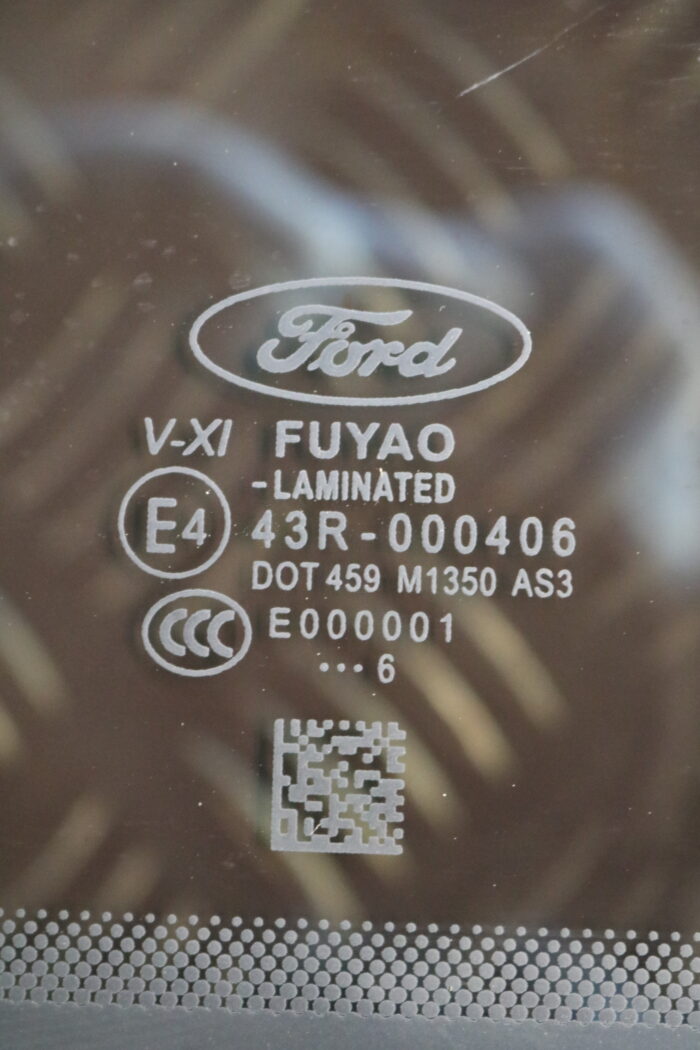 Ford
V-XI FUYAO
-LAMINATED
E4 43R-000406
DOT 459 M1350 AS3
CCC E000001
···6